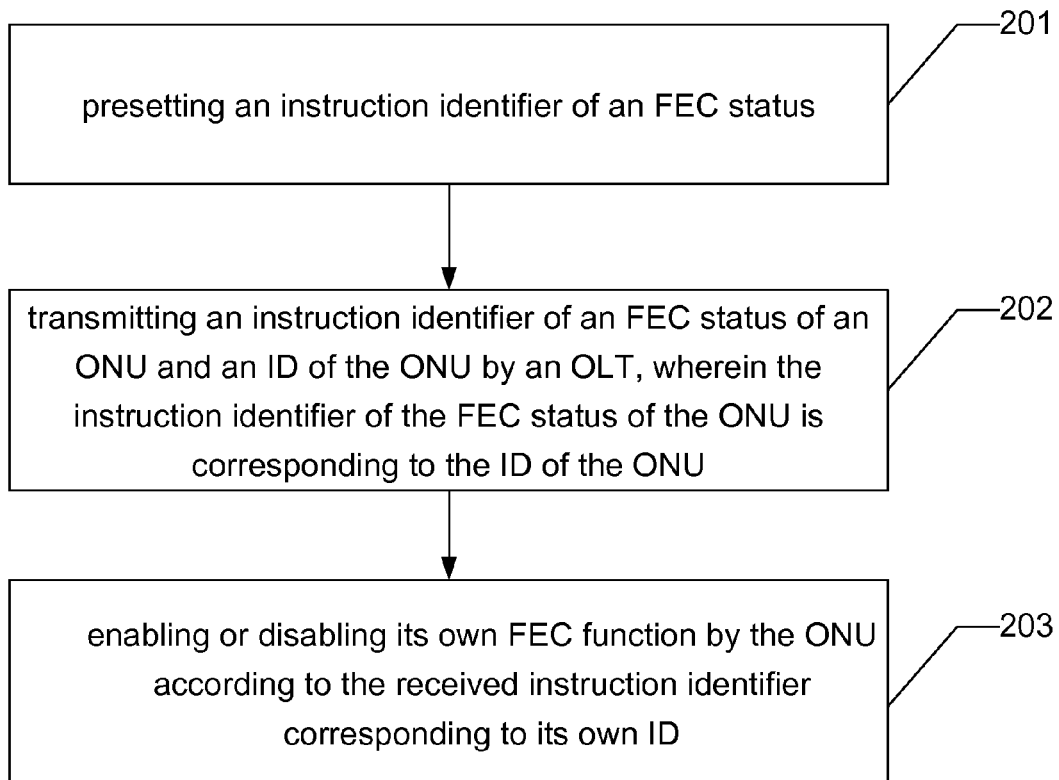 201
presetting an instruction identifier of an FEC status
202
transmitting an instruction identifier of an FEC status of an
ONU and an ID of the ONU by an OLT, wherein the
instruction identifier of the FEC status of the ONU is
corresponding to the ID of the ONU
203
enabling or disabling its own FEC function by the ONU
according to the received instruction identifier
corresponding to its own ID